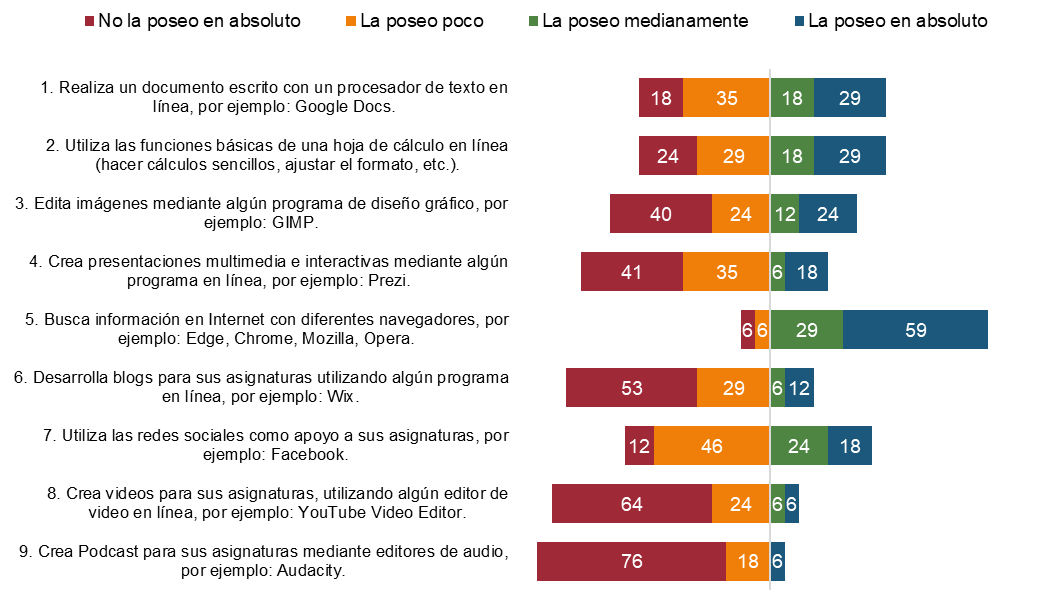 No la poseo en absoluto La poseo poco La poseo medianamente La poseo en absoluto
1. Realiza un documento escrito con un procesador de texto en
línea, por ejemplo: Google Docs.
18 35 18 29
2. Utiliza las funciones básicas de una hoja de cálculo en línea
(hacer cálculos sencillos, ajustar el formato, etc.).
24 29 18 29
3. Edita imágenes mediante algún programa de diseño gráfico, por
ejemplo: GIMP.
40 24 12 24
4. Crea presentaciones multimedia e interactivas mediante algún
programa en línea, por ejemplo: Prezi.
41 35 6 18
5. Busca información en Internet con diferentes navegadores, por
ejemplo: Edge, Chrome, Mozilla, Opera.
6 6 29 59
6. Desarrolla blogs para sus asignaturas utilizando algún programa
en línea, por ejemplo: Wix.
53 29 6 12
7. Utiliza las redes sociales como apoyo a sus asignaturas, por
ejemplo: Facebook.
12 46 24 18
8. Crea videos para sus asignaturas, utilizando algún editor de
video en línea, por ejemplo: YouTube Video Editor.
64 24 6 6
9. Crea Podcast para sus asignaturas mediante editores de audio,
por ejemplo: Audacity.
76 18 6